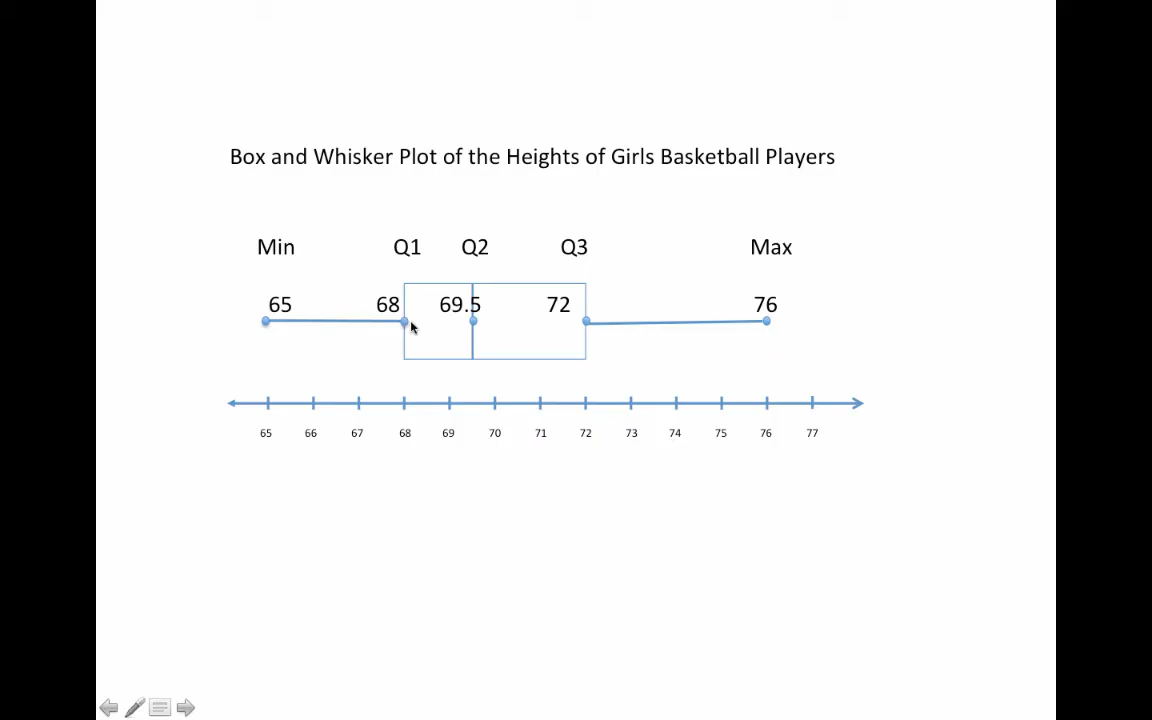 Box and Whisker Plot of the Heights of Girls Basketball Players
Min Q1 Q2 Q3 Max
65 68 69.5 72 76
65 66 67 68 69 70 71 72 73 74 75 76 77